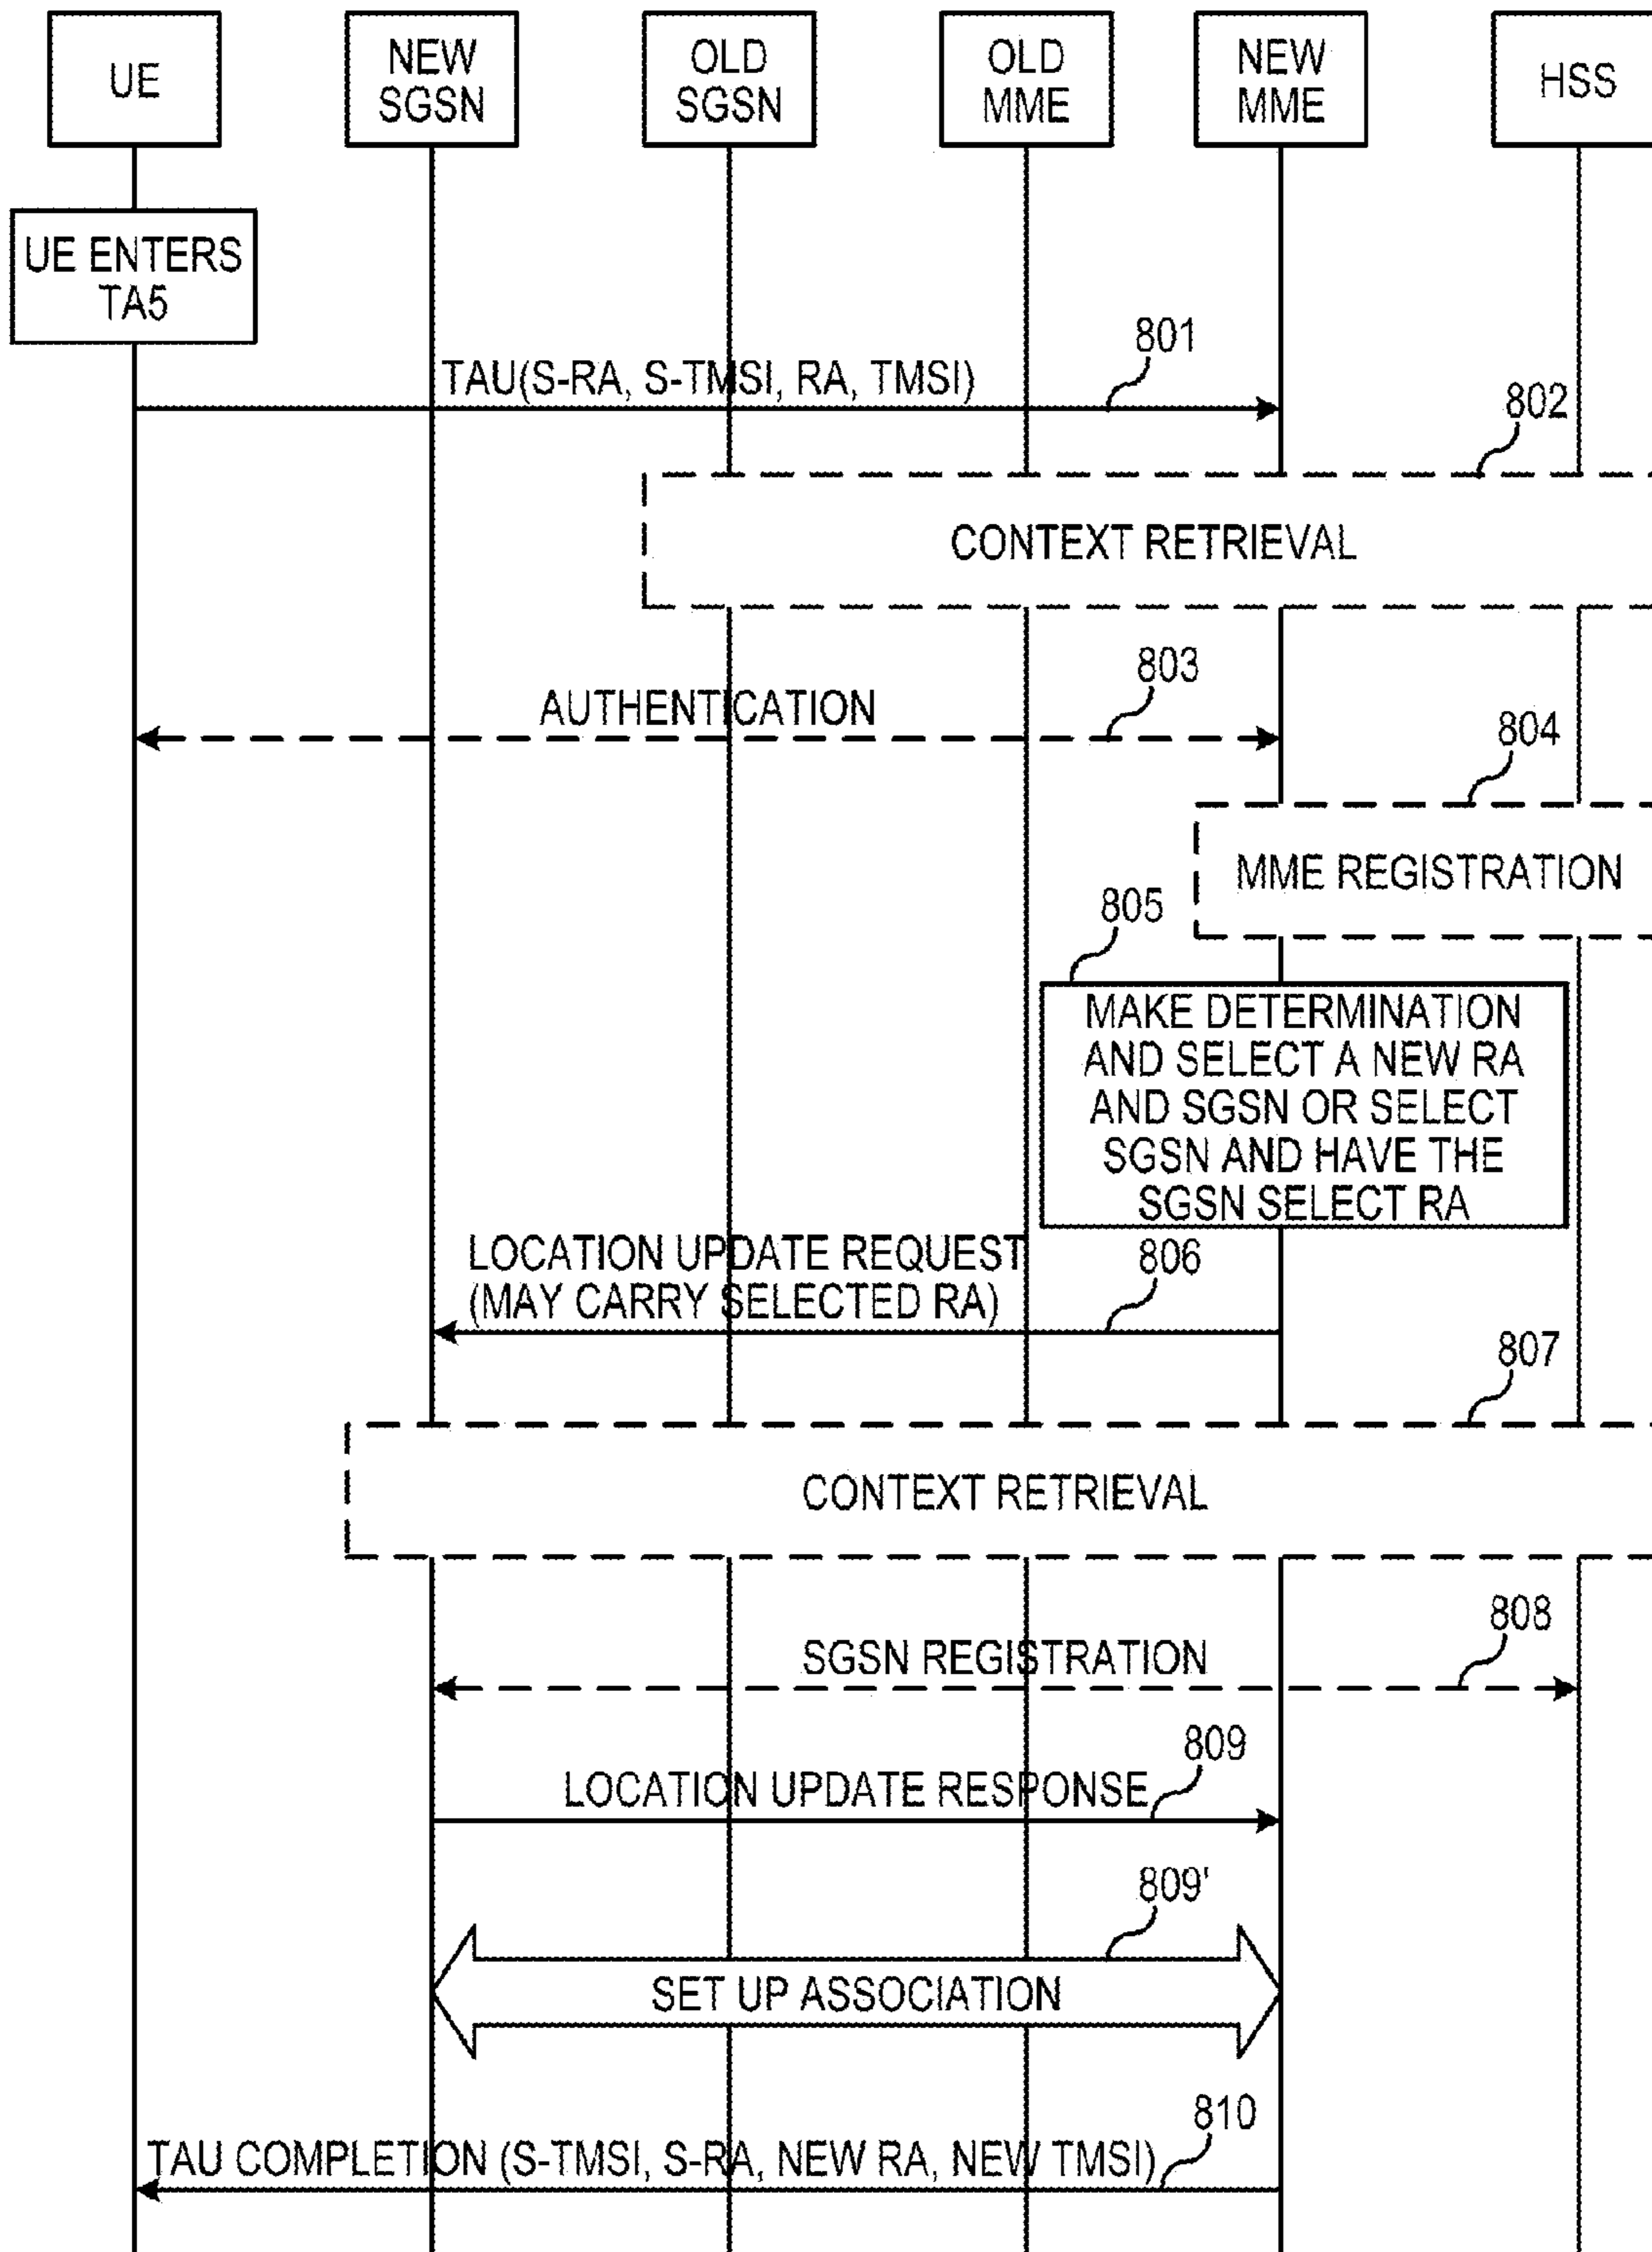 UE
NEW
SGSN
OLD
SGSN
OLD
MME
NEW
MME
HSS
UE ENTERS
TA5
801
TAU(S-RA, S-TMSI, RA, TMSI)
802
CONTEXT RETRIEVAL
803
AUTHENTICATION
804
MME REGISTRATION
805
MAKE DETERMINATION
AND SELECT A NEW RA
AND SGSN OR SELECT
SGSN AND HAVE THE
SGSN SELECT RA
LOCATION UPDATE REQUEST
(MAY CARRY SELECTED RA)
806
807
CONTEXT RETRIEVAL
808
SGSN REGISTRATION
809
LOCATION UPDATE RESPONSE
809'
SET UP ASSOCIATION
810
TAU COMPLETION (S-TMSI, S-RA, NEW RA, NEW TMSI)